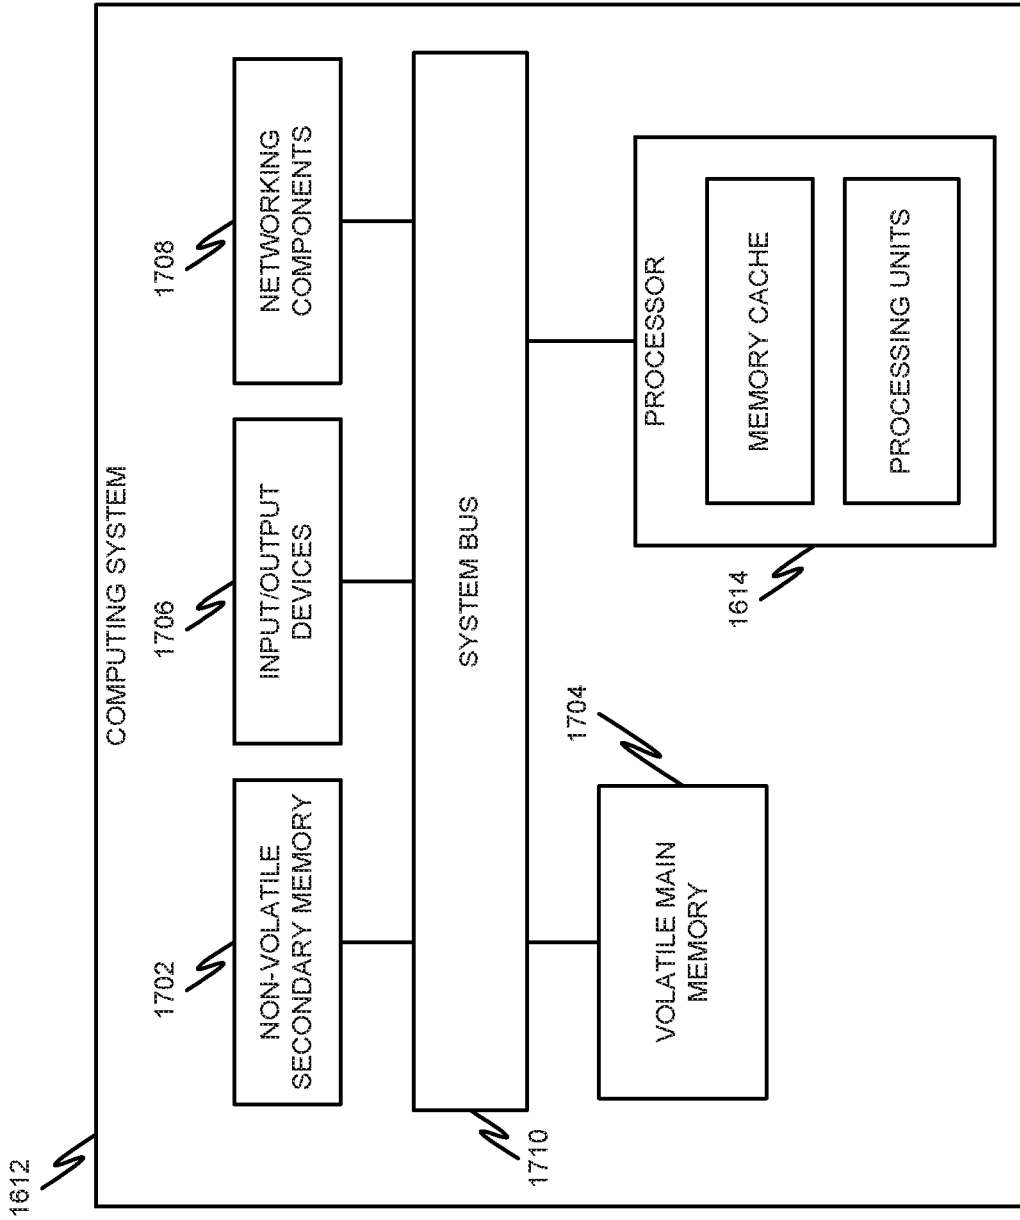 1612
COMPUTING SYSTEM
1702
NON-VOLATILE
SECONDARY MEMORY
1706
INPUT/OUTPUT
DEVICES
1708
NETWORKING
COMPONENTS
SYSTEM BUS
1710
VOLATILE MAIN
MEMORY
1704
PROCESSOR
MEMORY CACHE
PROCESSING UNITS
1614